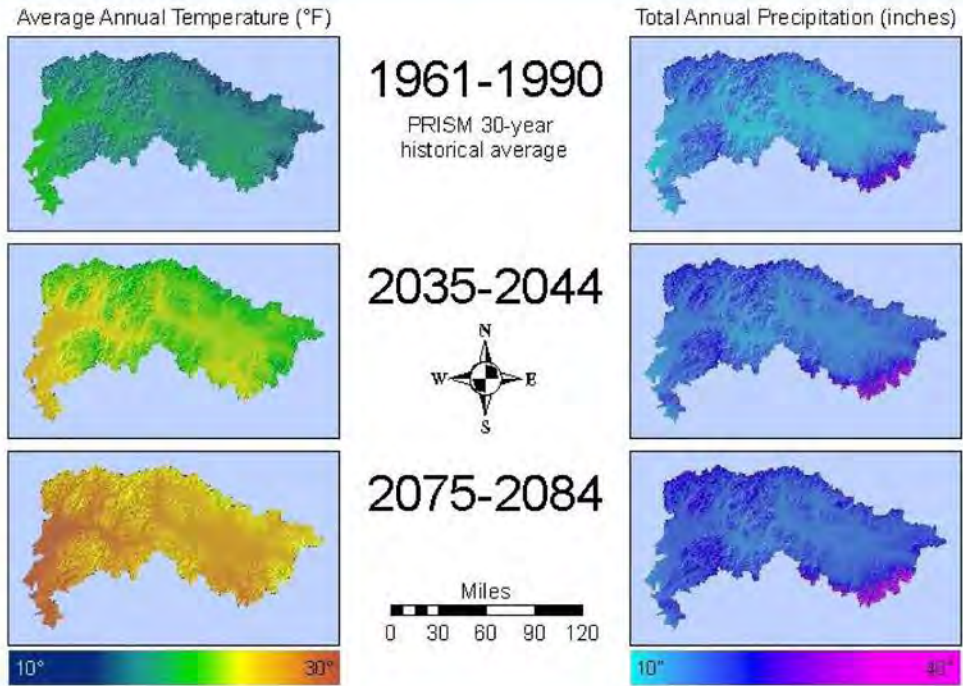 Average Annual Temperature (°F)
Total Annual Precipitation (inches)
1961-1990
PRISM 30-year
historical average
2035-2044
N
W E
S
2075-2084
Miles
0 30 60 90 120
10° 30°
10" 40"